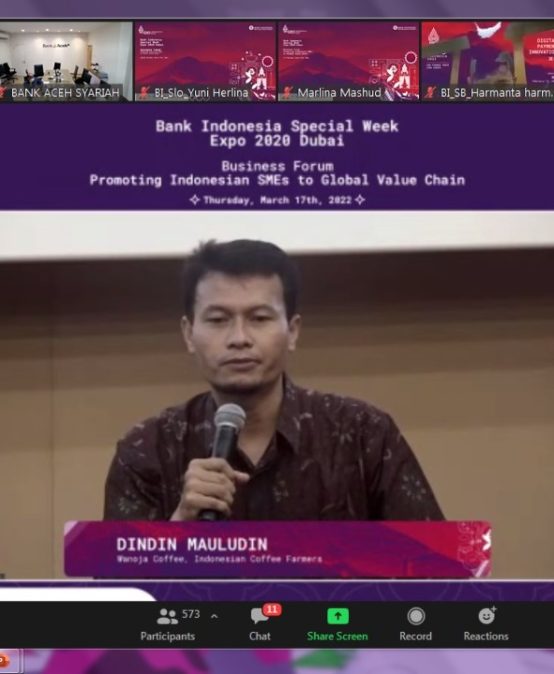 BANK ACEH SYARIAH
BI_Slo_Yuni Herlina
Marlina Mashud
BI_SB_Harmanta harm...
Bank Indonesia Special Week
Expo 2020 Dubai
Business Forum
Promoting Indonesian SMEs to Global Value Chain
Thursday, March 17th, 2022
DINDIN MAULUDIN
Wanoja Coffee, Indonesian Coffee Farmers
573
11
Participants
Chat
Share Screen
Record
Reactions